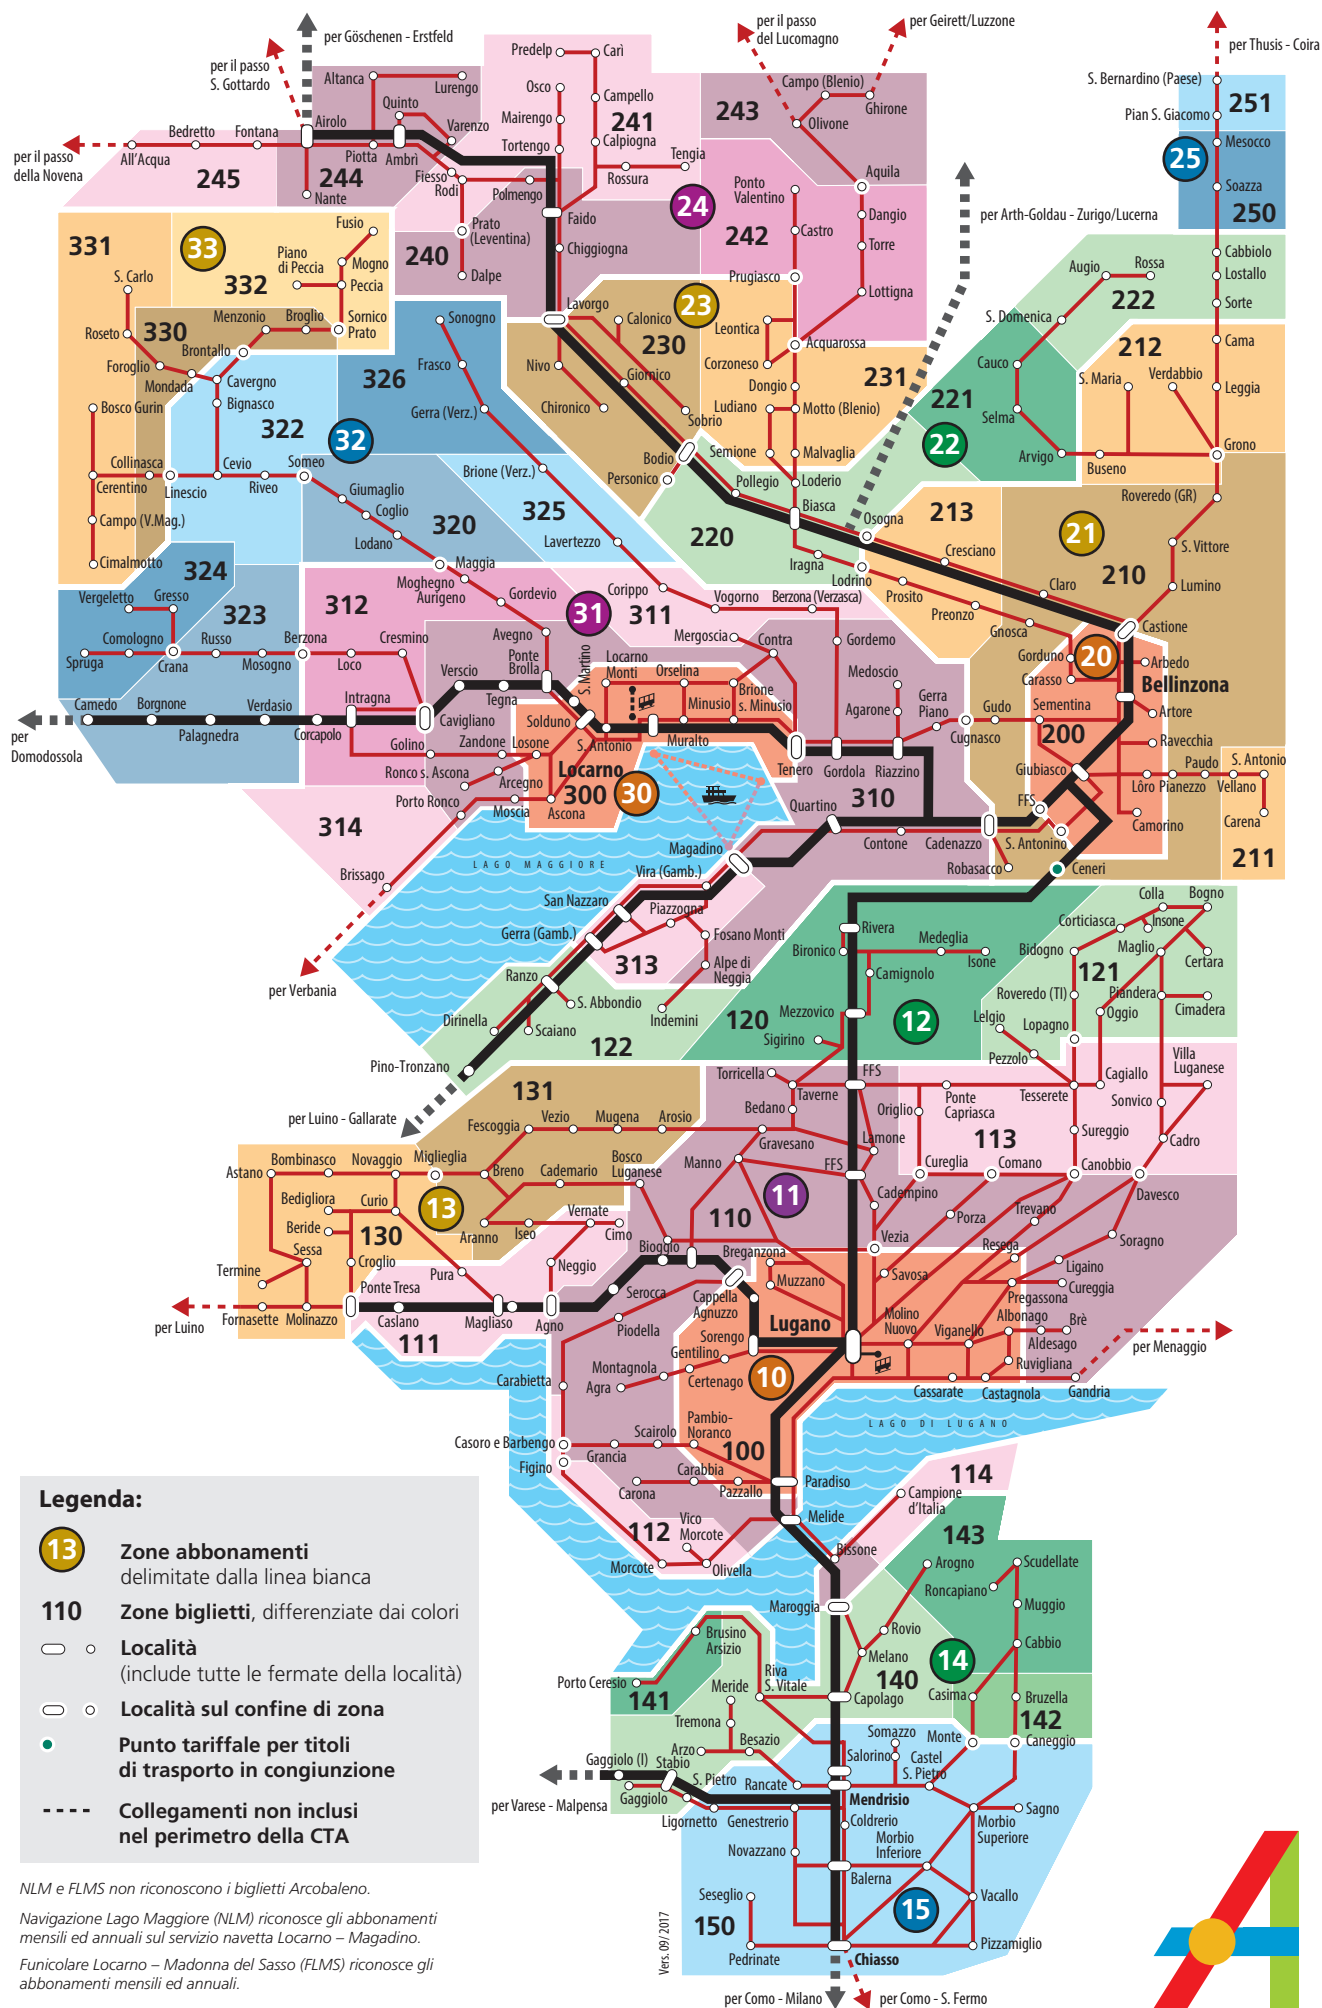 per Göschenen - Erstfeld
per il passo
S. Gottardo
per il passo
del Lucomagno
per Geirett/Luzzone
per Thusis - Coira
per il passo
della Novena
per Arth-Goldau - Zurigo/Lucerna
Predelp
Carì
Altanca
Lurengo
Osco
Campello
Quinto
Varenzo
Airolo
Mairengo
241
Calpiogna
Tortengo
Bedretto
Fontana
All'Acqua
Piotta
Ambrì
Fiesso
Rodi
Rossura
Tengia
245
244
Nante
Polmengo
24
Faido
Prato
(Leventina)
240
Chiggiogna
Dalpe
243
Campo (Blenio)
Ghirone
Olivone
Aquila
Ponto
Valentino
Dangio
242
Castro
Torre
Prugiasco
Lottigna
S. Bernardino (Paese)
251
Pian S. Giacomo
Mesocco
25
Soazza
250
Cabbiolo
Augio
Rossa
Lostallo
222
Sorte
S. Domenica
Cama
212
Cauco
S. Maria
Verdabbio
Leggia
221
Selma
22
Arvigo
Buseno
Grono
Roveredo (GR)
331
33
Fusio
Piano
di Peccia
Mogno
S. Carlo
332
Peccia
330
Menzonio
Broglio
Sornico
Prato
Roseto
Brontallo
Foroglio
Mondada
Cavergno
Bosco Gurin
Bignasco
322
32
326
Sonogno
Frasco
Gerra (Verz.)
Collinasca
Cevio
Someo
Cerentino
Linescio
Riveo
Giumaglio
Brione (Verz.)
Campo (V.Mag.)
Coglio
320
325
Lodano
Lavertezzo
Cimalmotto
Maggia
Lavorgo
23
Calonico
230
Leontica
Acquarossa
Nivo
Giornico
Corzoneso
Dongio
231
Chironico
Sobrio
Ludiano
Motto (Blenio)
Bodio
Semione
Malvaglia
Personico
Pollegio
Loderio
Biasca
Osogna
213
220
Cresciano
21
S. Vittore
Iragna
Lodrino
Claro
210
Prosito
Lumino
Preonzo
Gnosca
Castione
324
Vergeletto
Gresso
323
Comologno
Russo
Berzona
Spruga
Crana
Mosogno
Loco
Cresmino
312
Moghegno
Aurigeno
Gordevio
31
Corippo
311
Vogorno
Berzona (Verzasca)
Avegno
Mergoscia
Contra
Gordemo
Ponte
Brolla
S. Martino
Locarno
Monti
Orselina
Verscio
Brione
s. Minusio
Medoscio
Tegna
Intragna
Minusio
Agarone
Gerra
Piano
Gudo
Camedo
Borgnone
Verdasio
Cavigliano
Solduno
Cugnasco
per
Domodossola
Palagnedra
Corcapolo
S. Antonio
Muralto
Golino
Zandone
Losone
Tenero
Gordola
Riazzino
Ronco s. Ascona
Arcegno
Locarno
300
30
310
Porto Ronco
Moscia
Ascona
Quartino
314
Contone
Cadenazzo
Brissago
per Verbania
LAGO MAGGIORE
Magadino
Robasacco
Gorduno
20
Arbedo
Carasso
Bellinzona
Sementina
Artore
200
Ravecchia
Giubiasco
Paudo
S. Antonio
Lôro
Pianezzo
Vellano
FFS
Camorino
Carena
S. Antonino
211
Ceneri
Vira (Gamb.)
San Nazzaro
Piazzogna
Gerra (Gamb.)
Fosano Monti
313
Alpe di
Neggia
Ranzo
S. Abbondio
Indemini
Dirinella
Scaiano
122
Pino-Tronzano
per Luino - Gallarate
Rivera
Bironico
Medeglia
Isone
Camignolo
120
Mezzovico
12
Sigirino
Colla
Bogno
Corticiasca
Insone
Bidogno
Maglio
Certara
121
Roveredo (TI)
Piandera
Oggio
Cimadera
Lelgio
Lopagno
Pezzolo
Villa
Luganese
Cagiallo
Tesserete
Sonvico
Torricella
FFS
Taverne
Ponte
Capriasca
Bedano
Origlio
113
Sureggio
Gravesano
Lamone
Cadro
Manno
FFS
Cureglia
Comano
Canobbio
11
Cadempino
Davesco
110
Porza
Trevano
Vezia
Soragno
131
Vezio
Mugena
Arosio
Fescoggia
Bombinasco
Novaggio
Miglieglia
Bosco
Luganese
Astano
Breno
Cademario
Bedigliora
Curio
13
Vernate
Beride
130
Aranno
Iseo
Cimo
Sessa
Croglio
Termine
Pura
Neggio
Bioggio
Breganzona
Ponte Tresa
Muzzano
Savosa
Resega
Ligaino
Cureggia
Pregassona
per Luino
Fornasette
Molinazzo
Caslano
Magliaso
Agno
Serocca
Cappella
Agnuzzo
111
Piodella
Sorengo
Lugano
Molino
Nuovo
Viganello
Albonago
Brè
Aldesago
Gentilino
per Menaggio
Montagnola
Ruvigliana
Carabietta
Agra
Certenago
10
Cassarate
Castagnola
Gandria
LAGO DI LUGANO
Pambio-
Noranco
Scairolo
100
Casoro e Barbengo
Grancia
Figino
Carabbia
Paradiso
Carona
Pazzallo
114
Campione
d'Italia
112
Vico
Morcote
Melide
143
Bissone
Morcote
Olivella
Arogno
Scudellate
Roncapiano
Maroggia
Muggio
Brusino
Arsizio
Rovio
Cabbio
Melano
14
Porto Ceresio
Riva
S. Vitale
140
141
Meride
Capolago
Casima
Bruzella
142
Tremona
Somazzo
Monte
Caneggio
Arzo
Besazio
Salorino
Castel
S. Pietro
Gaggiolo (I)
Stabio
S. Pietro
Rancate
Mendrisio
per Varese - Malpensa
Gaggiolo
Ligornetto
Genestrerio
Coldrerio
Sagno
Morbio
Superiore
Novazzano
Morbio
Inferiore
Balerna
Seseglio
15
Vacallo
150
Pedrinate
Chiasso
Pizzamiglio
per Como - Milano
per Como - S. Fermo
Vers. 09/ 2017
Legenda:
13
Zone abbonamenti
delimitate dalla linea bianca
110
Zone biglietti, differenziate dai colori
Località
(include tutte le fermate della località)
Località sul confine di zona
Punto tariffale per titoli
di trasporto in congiunzione
Collegamenti non inclusi
nel perimetro della CTA
NLM e FLMS non riconoscono i biglietti Arcobaleno.
Navigazione Lago Maggiore (NLM) riconosce gli abbonamenti
mensili ed annuali sul servizio navetta Locarno – Magadino.
Funicolare Locarno – Madonna del Sasso (FLMS) riconosce gli
abbonamenti mensili ed annuali.